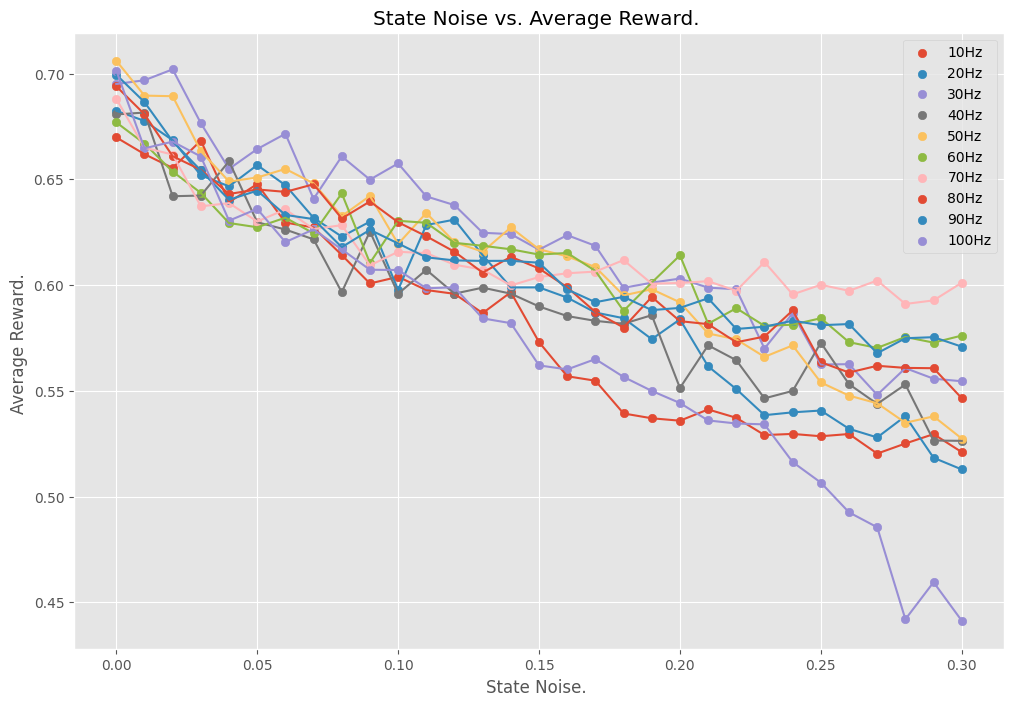 State Noise vs. Average Reward.
0.70
0.65
0.60
0.55
0.50
0.45
Average Reward.
10Hz
20Hz
30Hz
40Hz
50Hz
60Hz
70Hz
80Hz
90Hz
100Hz
0.00 0.05 0.10 0.15 0.20 0.25 0.30
State Noise.